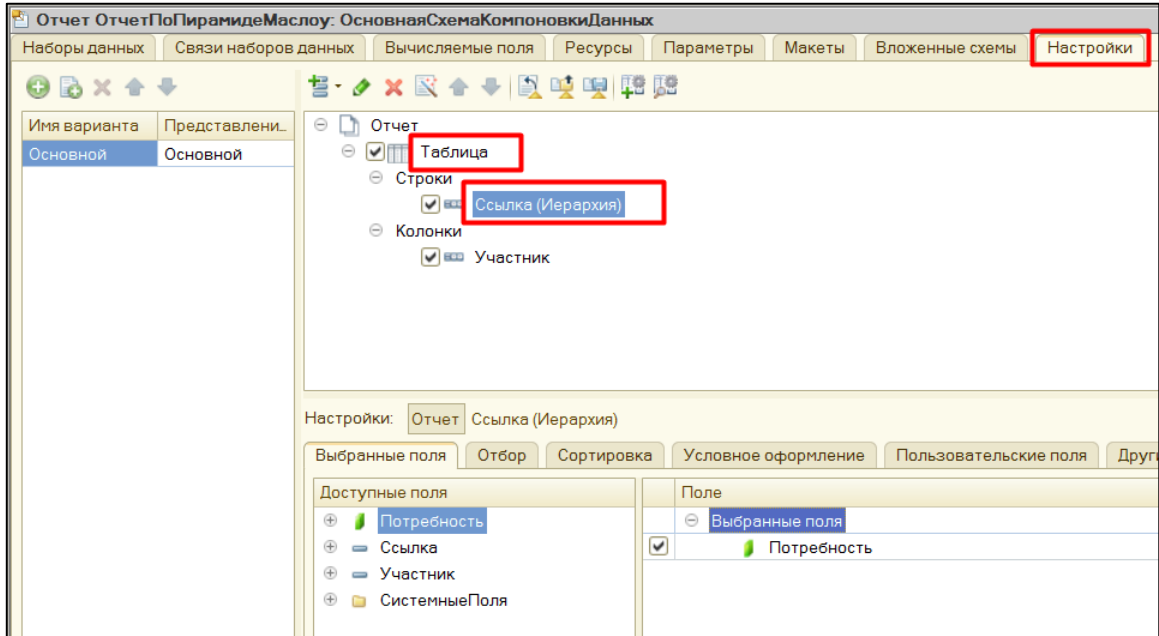 Отчет ОтчетПоПирамидеМаслоу: ОсновнаяСхемаКомпоновкиДанных
Наборы данных Связи наборов данных Вычисляемые поля Ресурсы Параметры Макеты Вложенные схемы Настройки
Имя варианта Представлени...
Основной Основной
Отчет
Таблица
Строки
Ссылка (Иерархия)
Колонки
Участник
Настройки: Отчет Ссылка (Иерархия)
Выбранные поля Отбор Сортировка Условное оформление Пользовательские поля Други
Доступные поля Поле
Потребность Выбранные поля
Ссылка Потребность
Участник
СистемныеПоля